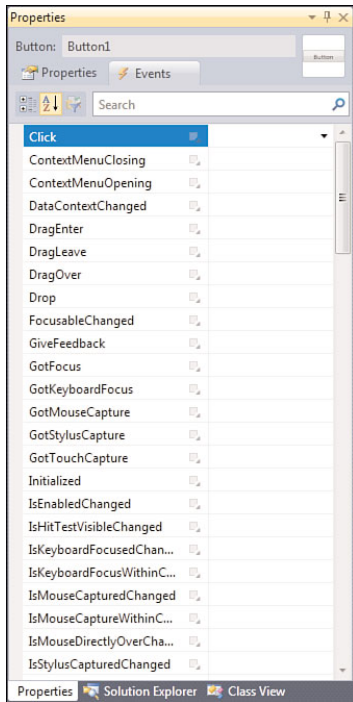 Properties
Button: Button1
Button
Properties Events
Search
Click
ContextMenuClosing
ContextMenuOpening
DataContextChanged
DragEnter
DragLeave
DragOver
Drop
FocusableChanged
GiveFeedback
GotFocus
GotKeyboardFocus
GotMouseCapture
GotStylusCapture
GotTouchCapture
Initialized
IsEnabledChanged
IsHitTestVisibleChanged
IsKeyboardFocusedChan...
IsKeyboardFocusWithinC...
IsMouseCapturedChanged
IsMouseCaptureWithinC...
IsMouseDirectlyOverCha...
IsStylusCapturedChanged
Properties Solution Explorer Class View